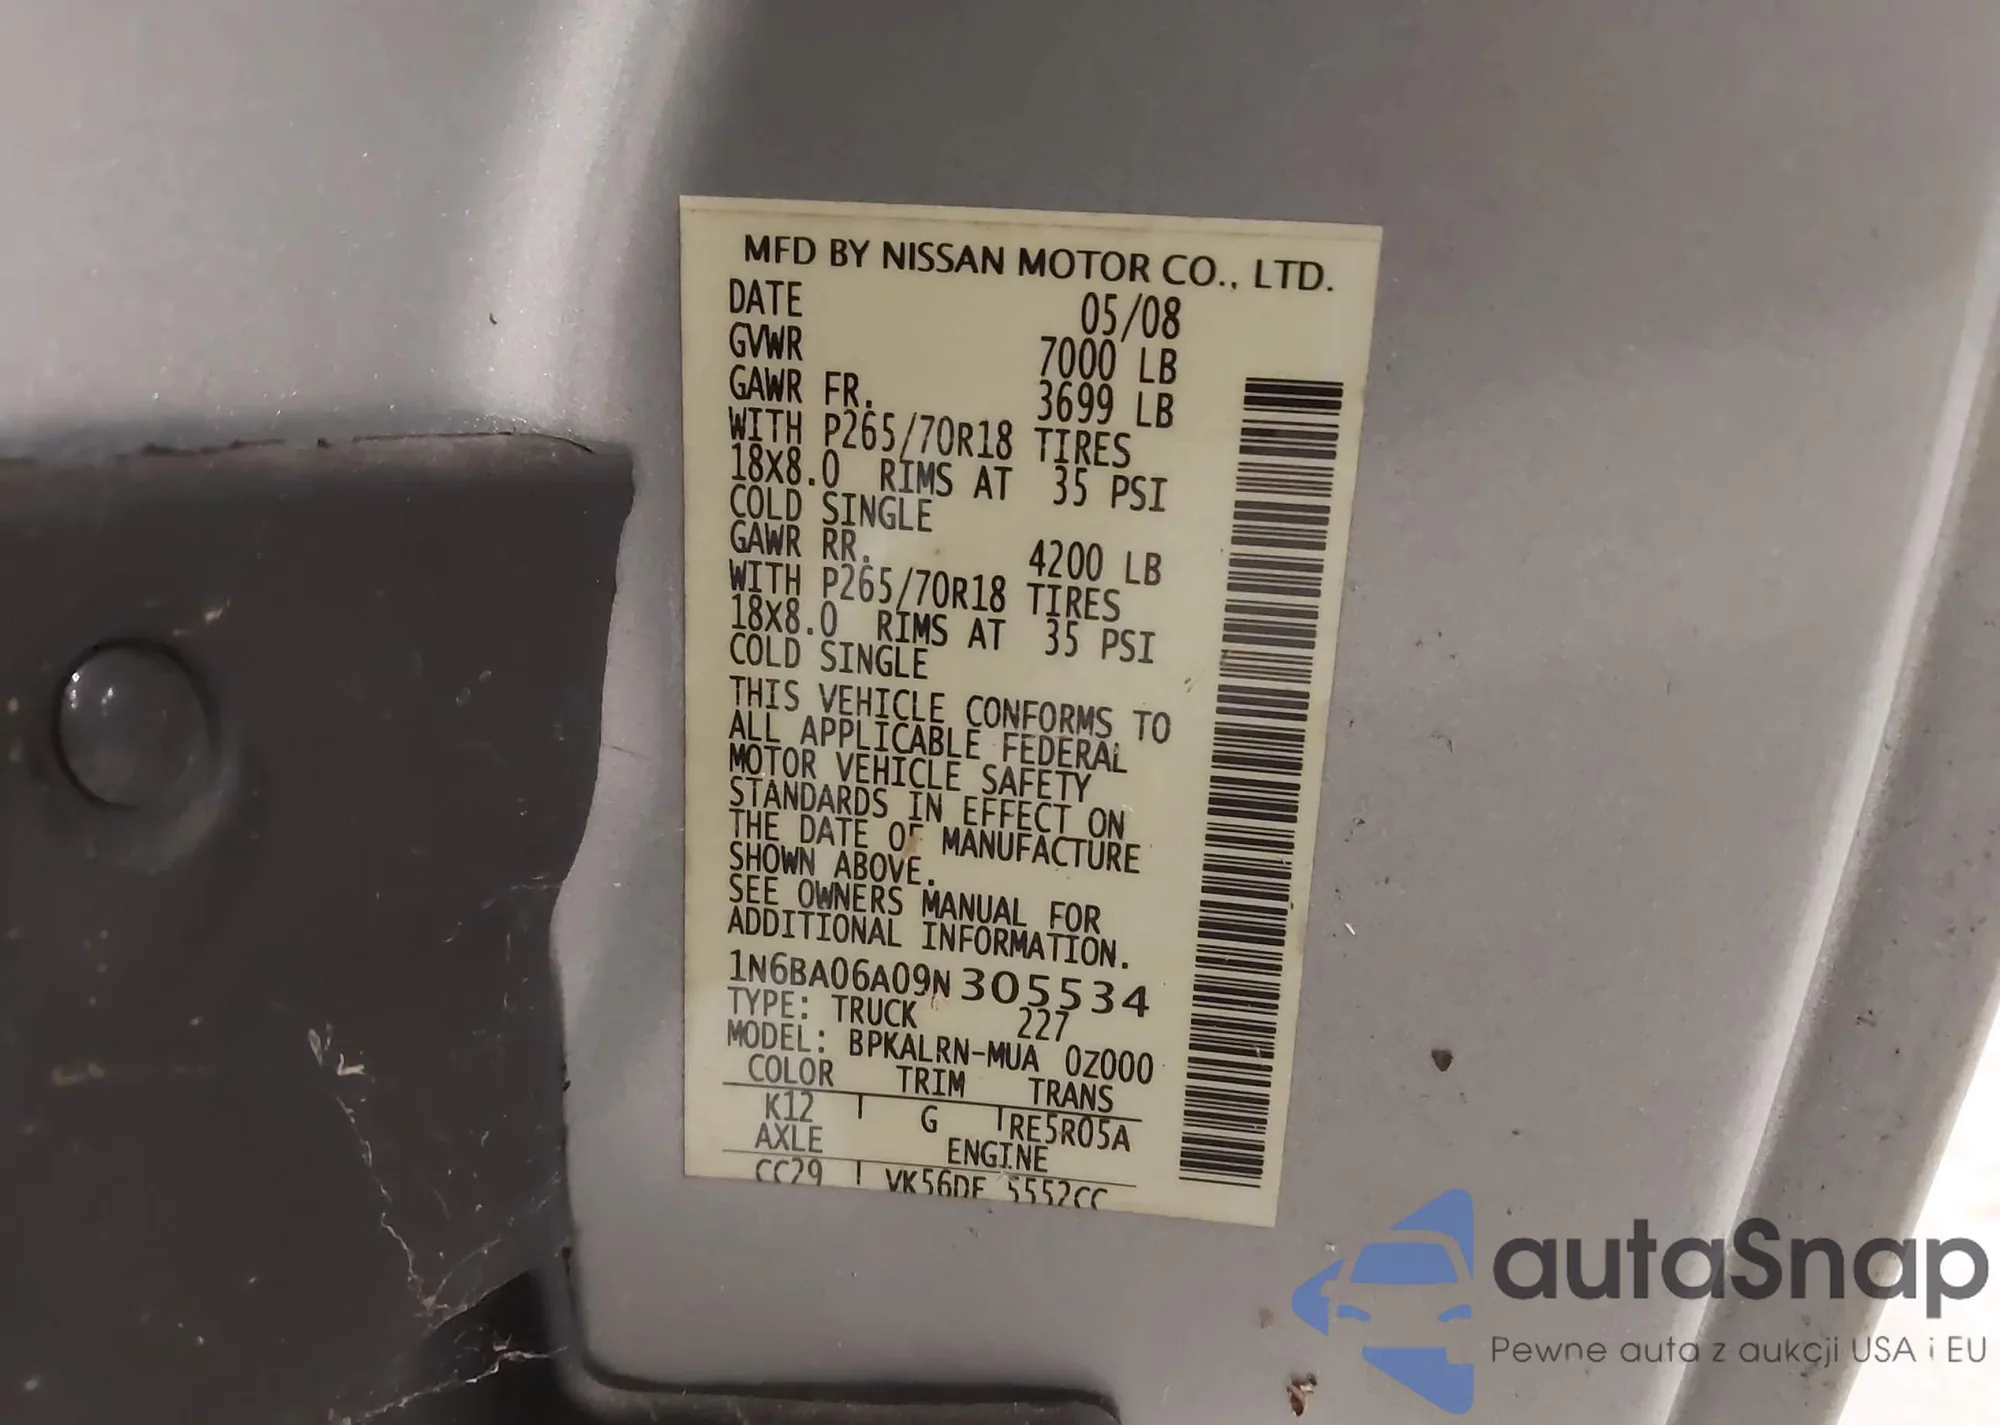 MFD BY NISSAN MOTOR CO., LTD.
DATE 05/08
GVWR 7000 LB
GAWR FR. 3699 LB
WITH P265/70R18 TIRES
18X8.0 RIMS AT 35 PSI
COLD SINGLE
GAWR RR. 4200 LB
WITH P265/70R18 TIRES
18X8.0 RIMS AT 35 PSI
COLD SINGLE
THIS VEHICLE CONFORMS TO
ALL APPLICABLE FEDERAL
MOTOR VEHICLE SAFETY
STANDARDS IN EFFECT ON
THE DATE OF MANUFACTURE
SHOWN ABOVE.
SEE OWNERS MANUAL FOR
ADDITIONAL INFORMATION.
1N6BA06A09N305534
TYPE: TRUCK 227
MODEL: BPKALRN-MUA 0Z000
COLOR TRIM TRANS
K12 G RE5R05A
AXLE ENGINE
CC29 VK56DE 5552CC
autaSnap
Pewne auta z aukcji USA i EU